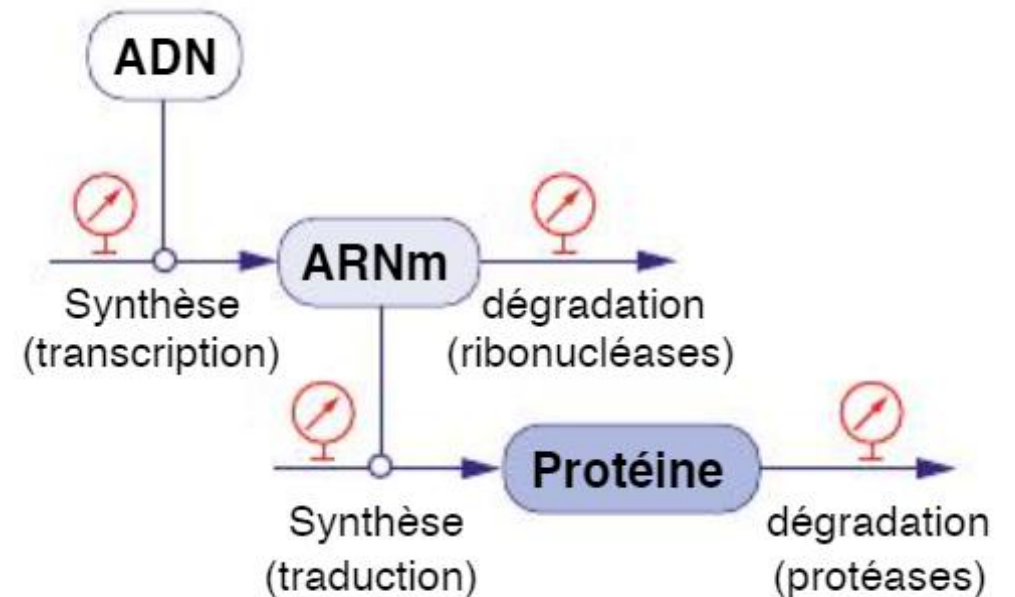 ADN
ARNm
Synthèse
(transcription)
dégradation
(ribonucléases)
Protéine
Synthèse
(traduction)
dégradation
(protéases)